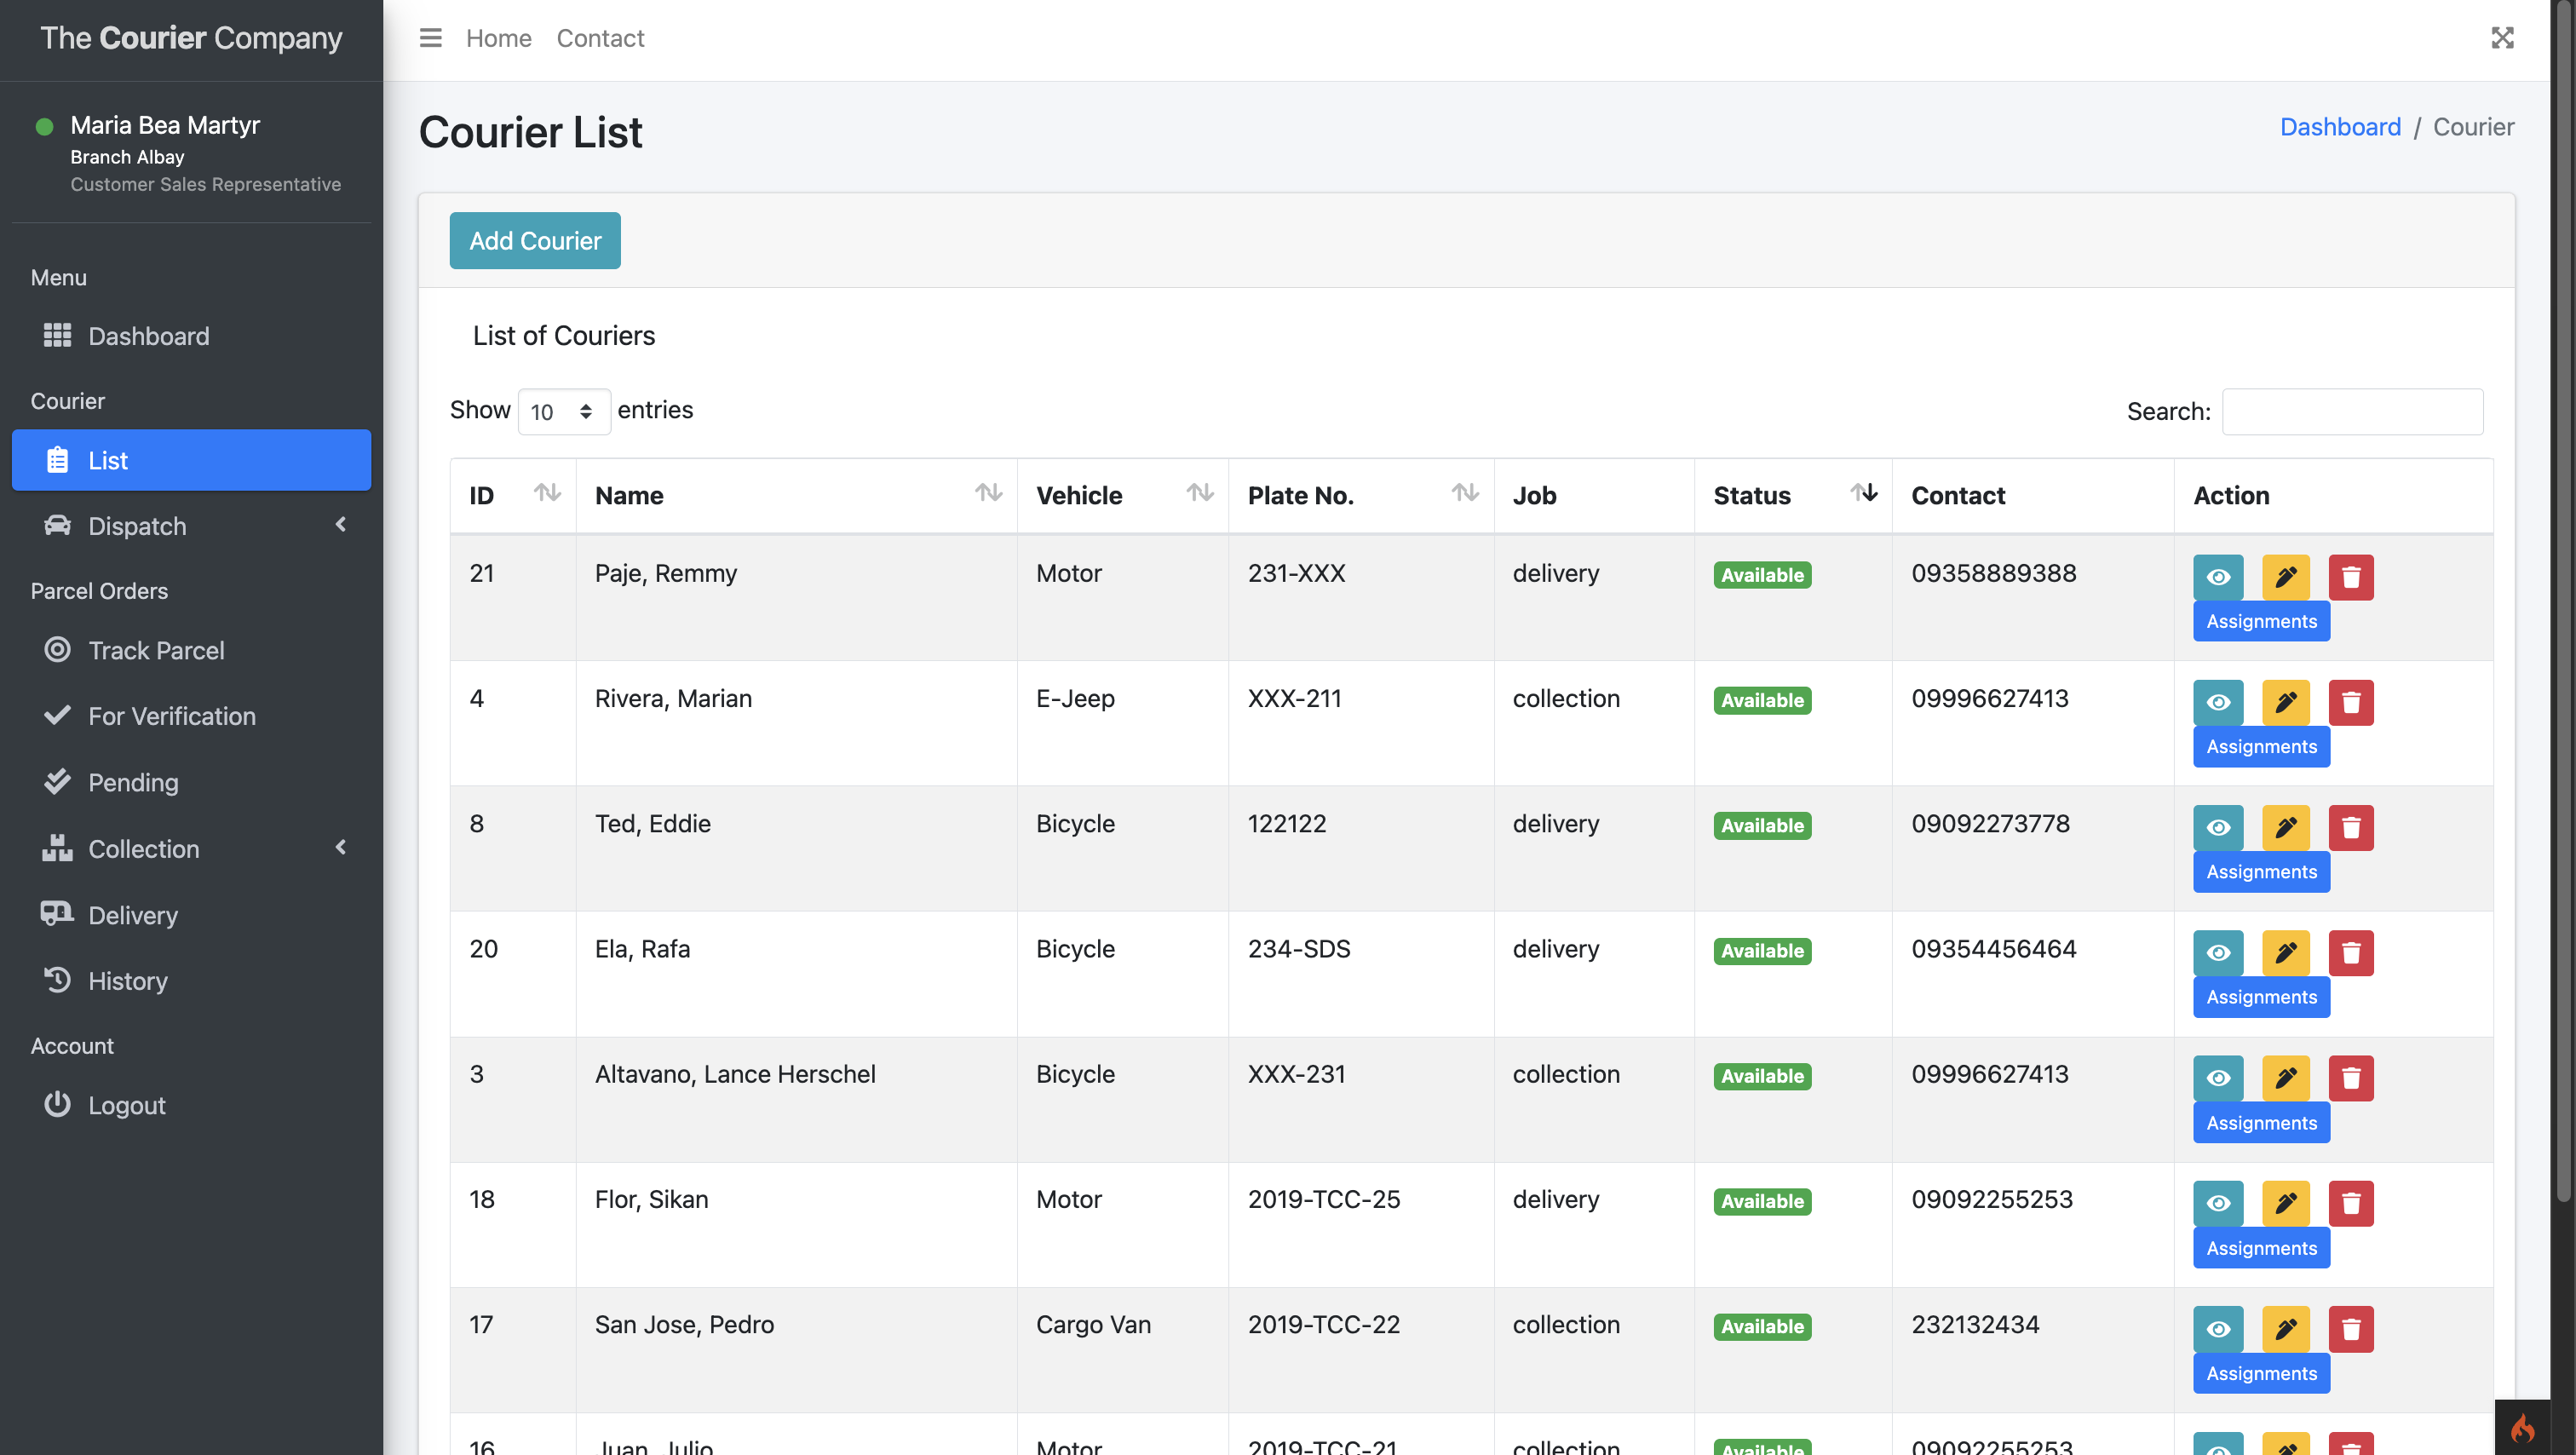 The Courier Company
Home Contact
Maria Bea Martyr
Branch Albay
Customer Sales Representative
Courier List
Dashboard / Courier
Menu
Dashboard
Courier
List
Dispatch
Parcel Orders
Track Parcel
For Verification
Pending
Collection
Delivery
History
Account
Logout
Add Courier
List of Couriers
Show 10 entries
Search:
ID Name Vehicle Plate No. Job Status Contact Action
21 Paje, Remmy Motor 231-XXX delivery Available 09358889388
Assignments
4 Rivera, Marian E-Jeep XXX-211 collection Available 09996627413
Assignments
8 Ted, Eddie Bicycle 122122 delivery Available 09092273778
Assignments
20 Ela, Rafa Bicycle 234-SDS delivery Available 09354456464
Assignments
3 Altavano, Lance Herschel Bicycle XXX-231 collection Available 09996627413
Assignments
18 Flor, Sikan Motor 2019-TCC-25 delivery Available 09092255253
Assignments
17 San Jose, Pedro Cargo Van 2019-TCC-22 collection Available 232132434
Assignments
16 Juan, Julio Motor 2019-TCC-21 collection Available 09092255253